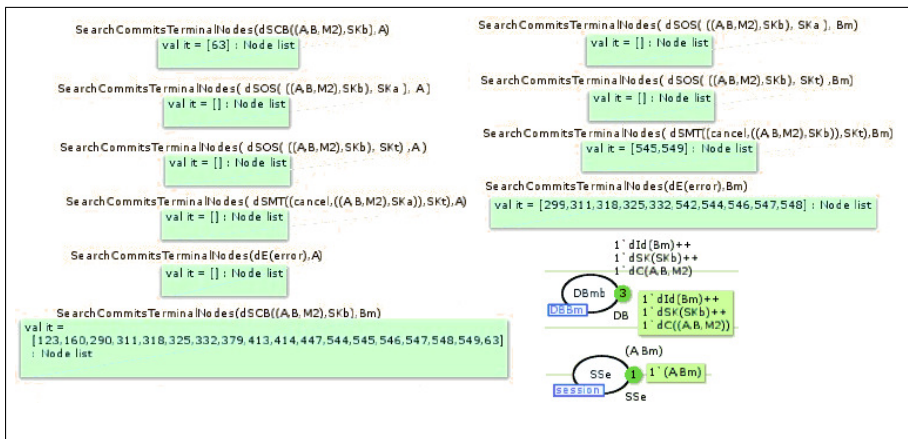 SearchCommitsTerminalNodes(dSCB((A,B,M2),SKb),A)
val it = [63] : Node list
SearchCommitsTerminalNodes( dSOS( ((A,B,M2),SKb), SKa ), A)
val it = [] : Node list
SearchCommitsTerminalNodes( dSOS( ((A,B,M2),SKb), SKt) ,A)
val it = [] : Node list
SearchCommitsTerminalNodes( dSMT((cancel,((A,B,M2),SKa)),SKt),A)
val it = [] : Node list
SearchCommitsTerminalNodes(dE(error),A)
val it = [] : Node list
SearchCommitsTerminalNodes(dSCB((A,B,M2),SKb),Bm)
val it =
[123,160,290,311,318,325,332,379,413,414,447,544,545,546,547,548,549,63]
: Node list
SearchCommitsTerminalNodes( dSOS( ((A,B,M2),SKb), SKa ), Bm)
val it = [] : Node list
SearchCommitsTerminalNodes( dSOS( ((A,B,M2),SKb), SKt) ,Bm)
val it = [] : Node list
SearchCommitsTerminalNodes( dSMT((cancel,((A,B,M2),SKb)),SKt),Bm)
val it = [545,549] : Node list
SearchCommitsTerminalNodes(dE(error),Bm)
val it = [299,311,318,325,332,542,544,546,547,548] : Node list
1`dId(Bm)++
1`dSK(SKb)++
1`dC(A,B,M2)
DBmb
3
DBBm
DB
1`dId(Bm)++
1`dSK(SKb)++
1`dC((A,B,M2))
(A,Bm)
SSe
1
1`(A,Bm)
session
SSe